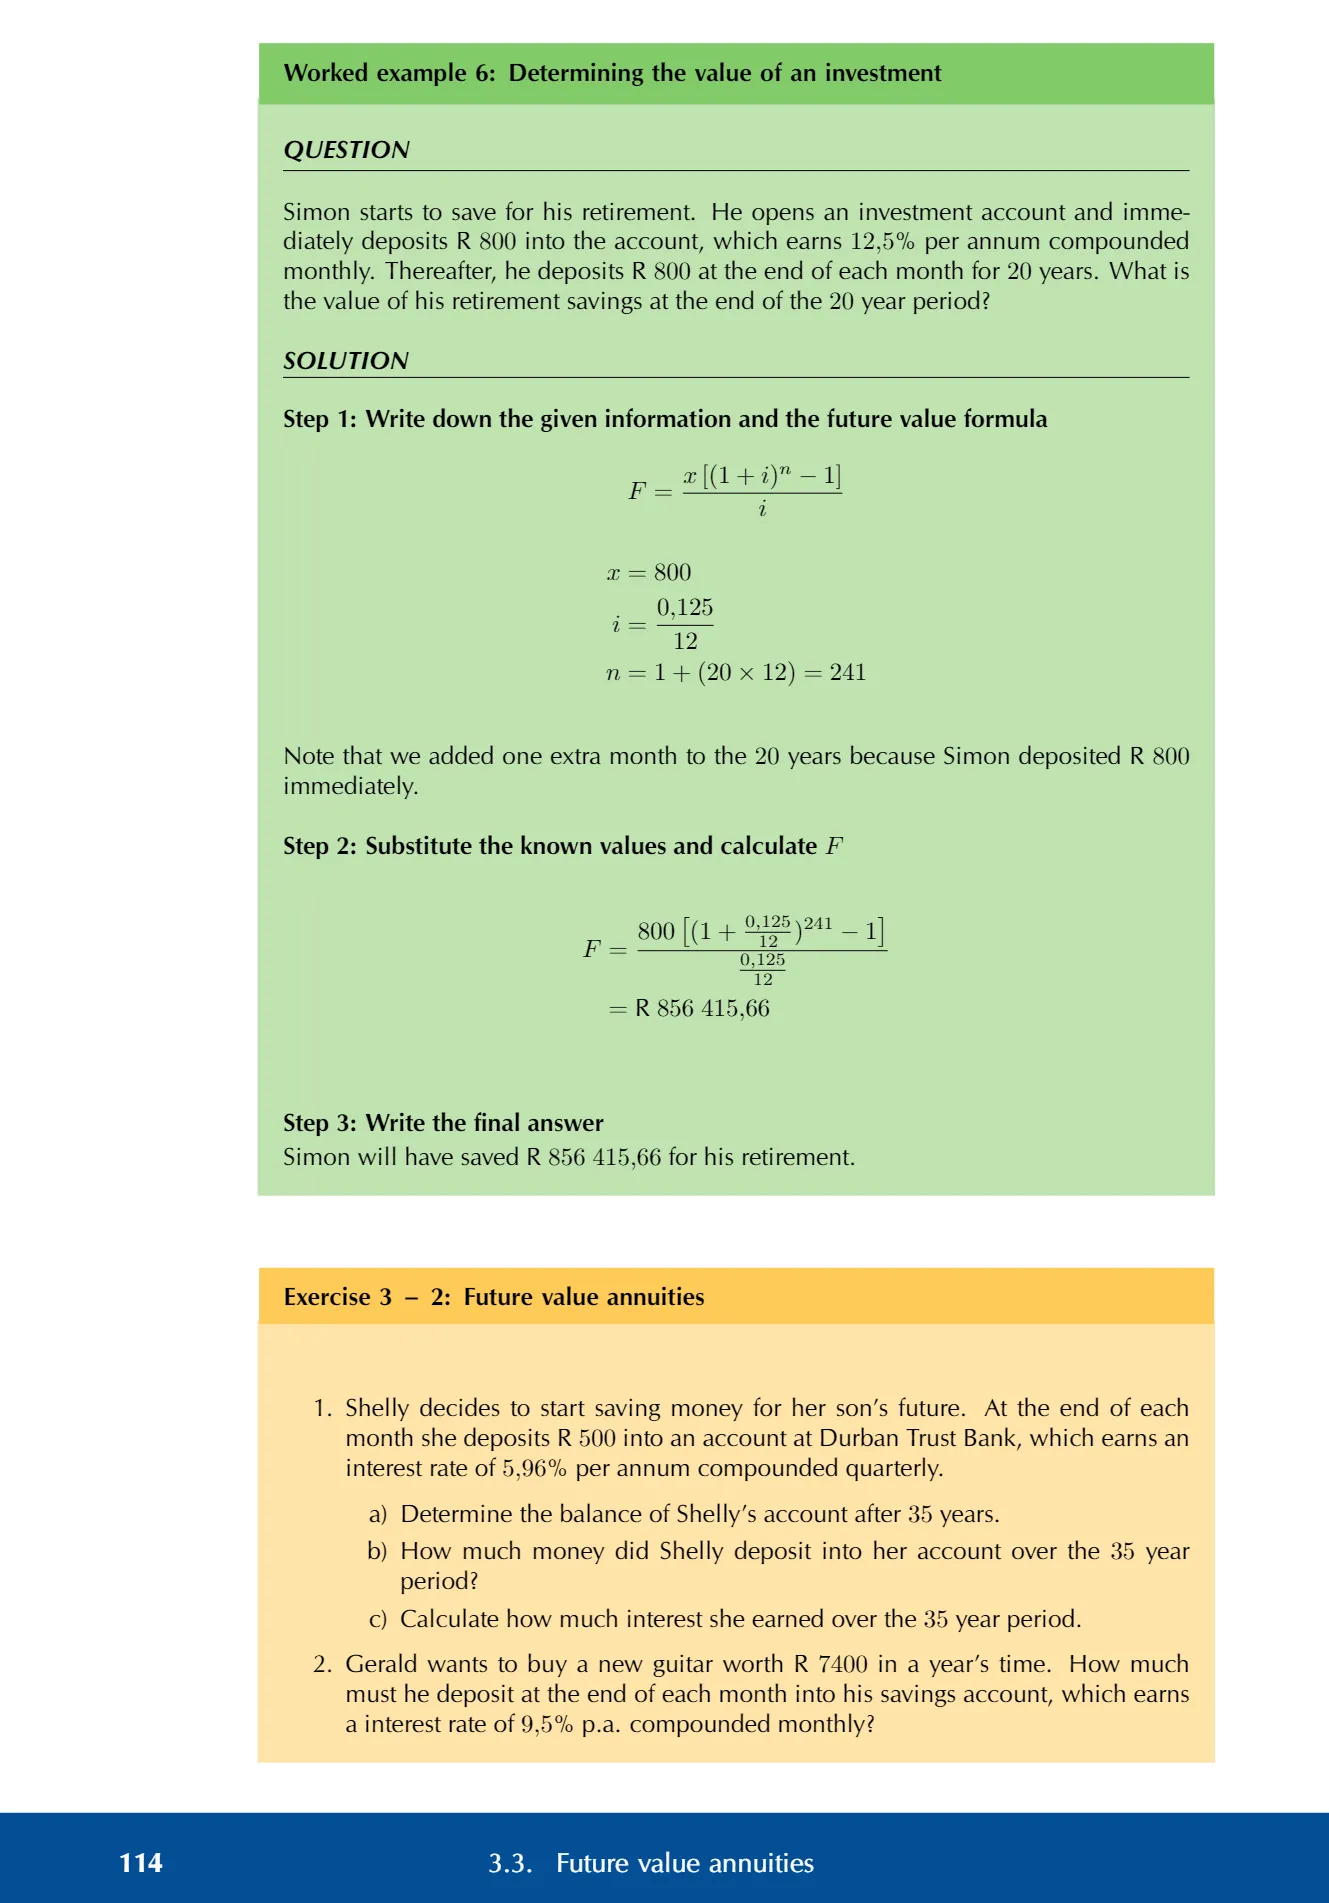 Worked example 6: Determining the value of an investment
QUESTION
Simon starts to save for his retirement. He opens an investment account and imme-
diately deposits R 800 into the account, which earns 12,5% per annum compounded
monthly. Thereafter, he deposits R 800 at the end of each month for 20 years. What is
the value of his retirement savings at the end of the 20 year period?
SOLUTION
Step 1: Write down the given information and the future value formula
F = x [(1 + i)^n − 1] / i
x = 800
i = 0,125 / 12
n = 1 + (20 × 12) = 241
Note that we added one extra month to the 20 years because Simon deposited R 800
immediately.
Step 2: Substitute the known values and calculate F
F = 800 [(1 + 0,125/12)^241 − 1] / (0,125/12)
= R 856 415,66
Step 3: Write the final answer
Simon will have saved R 856 415,66 for his retirement.
Exercise 3 – 2: Future value annuities
1. Shelly decides to start saving money for her son’s future. At the end of each
month she deposits R 500 into an account at Durban Trust Bank, which earns an
interest rate of 5,96% per annum compounded quarterly.
a) Determine the balance of Shelly’s account after 35 years.
b) How much money did Shelly deposit into her account over the 35 year
period?
c) Calculate how much interest she earned over the 35 year period.
2. Gerald wants to buy a new guitar worth R 7400 in a year’s time. How much
must he deposit at the end of each month into his savings account, which earns
a interest rate of 9,5% p.a. compounded monthly?
114 3.3. Future value annuities